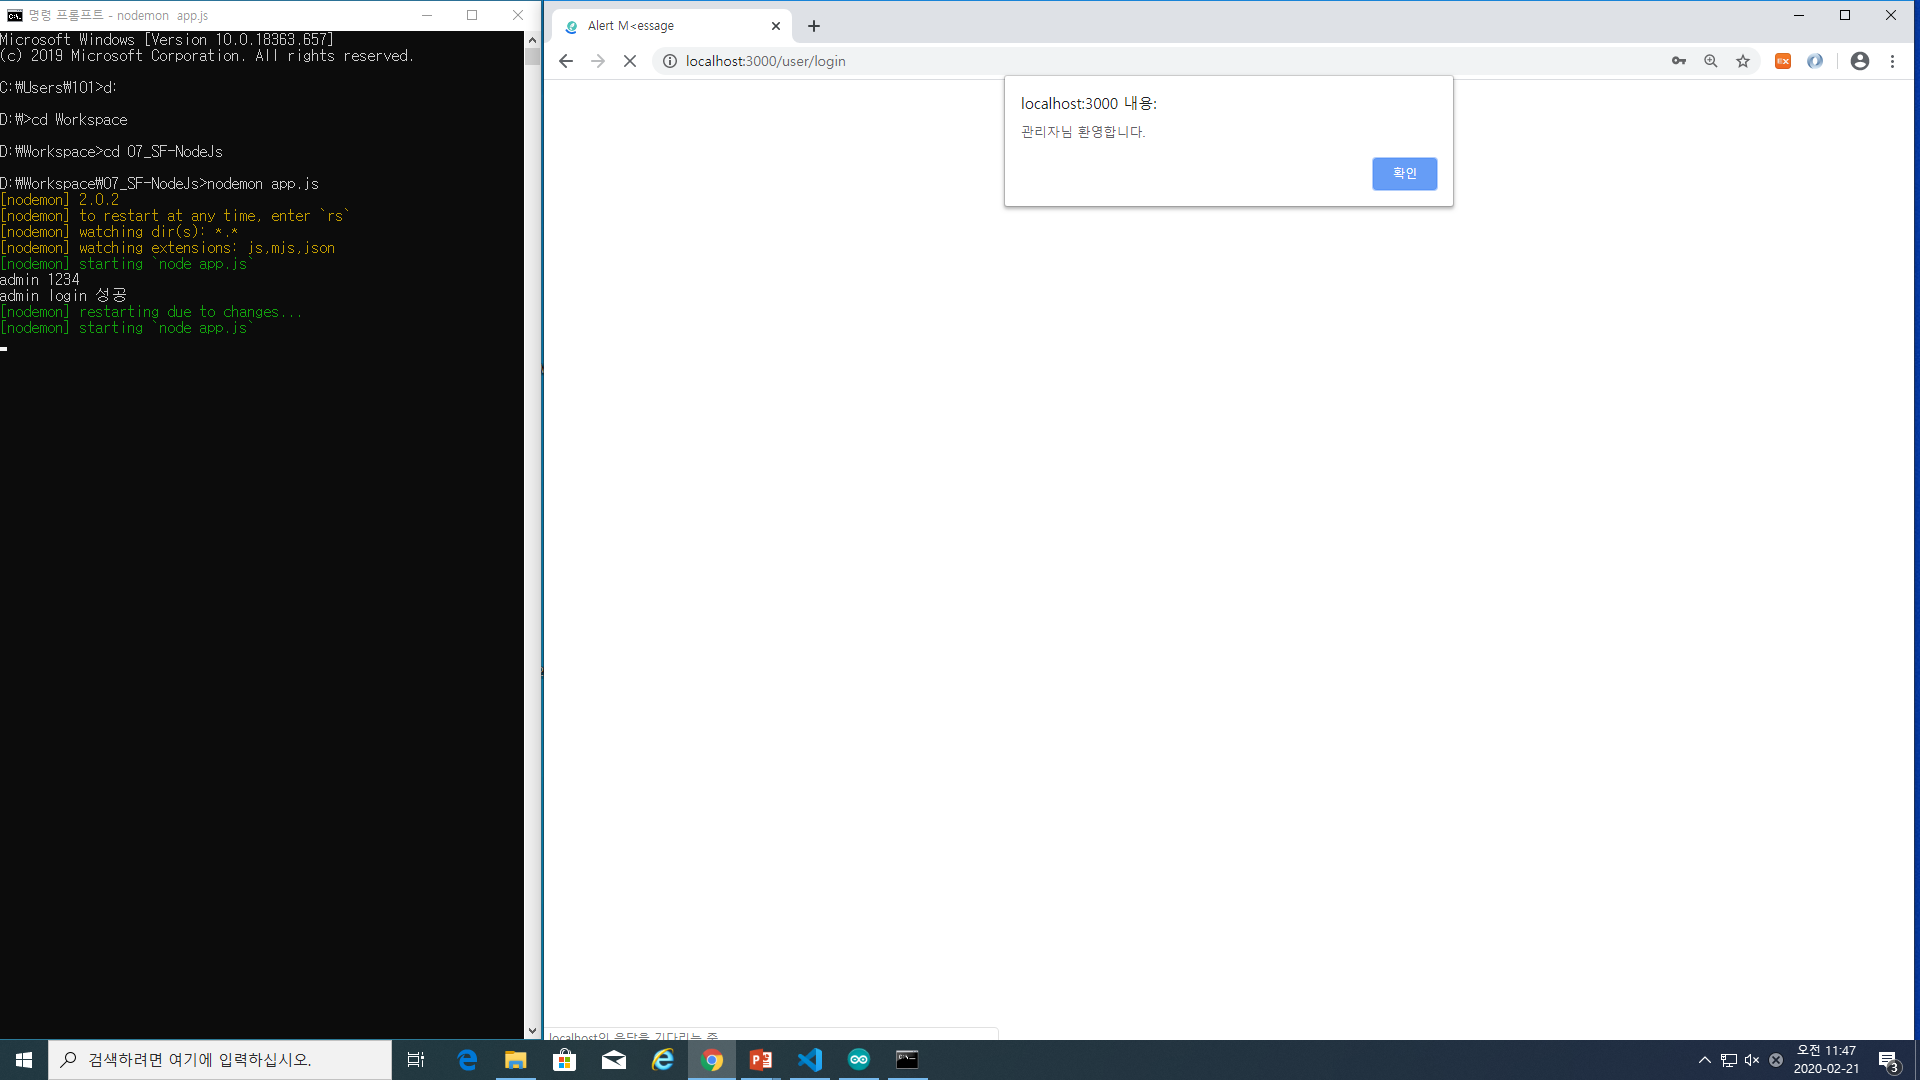 명령 프롬프트 - nodemon  app.js
Microsoft Windows [Version 10.0.18363.657]
(c) 2019 Microsoft Corporation. All rights reserved.
C:₩Users₩101>d:
D:₩>cd Workspace
D:₩Workspace>cd 07_SF-NodeJs
D:₩Workspace₩07_SF-NodeJs>nodemon app.js
[nodemon] 2.0.2
[nodemon] to restart at any time, enter `rs`
[nodemon] watching dir(s): *.*
[nodemon] watching extensions: js,mjs,json
[nodemon] starting `node app.js`
admin 1234
admin login 성공
[nodemon] restarting due to changes...
[nodemon] starting `node app.js`
Alert M<essage
localhost:3000/user/login
localhost:3000 내용:
관리자님 환영합니다.
확인
localhost의 응답을 기다리는 중
검색하려면 여기에 입력하십시오.
오전 11:47
2020-02-21
3